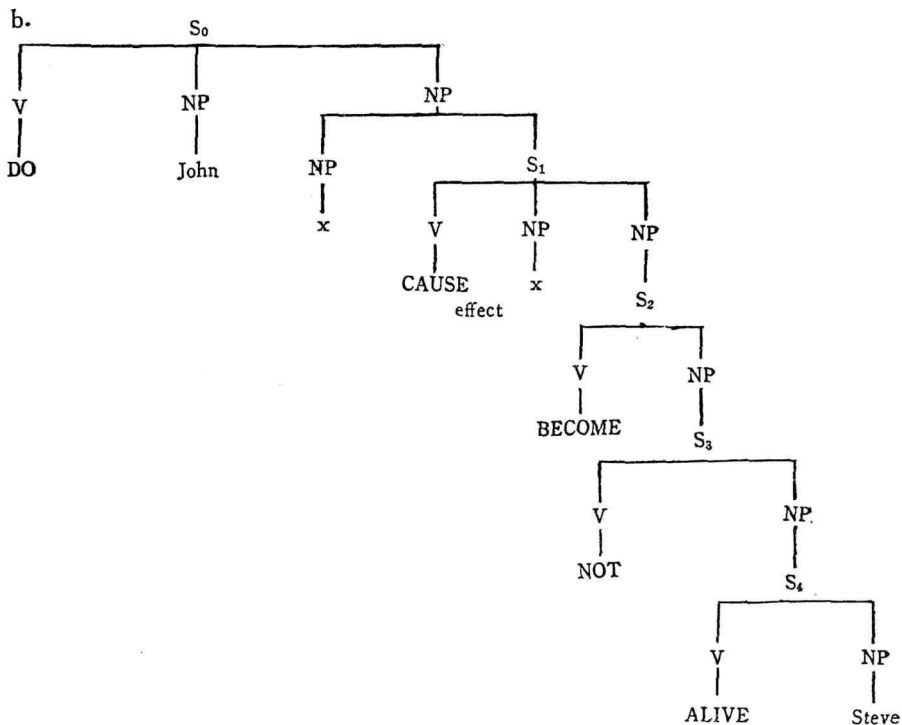 b.
S₀
V NP NP
DO John NP S₁
x V NP NP
CAUSE x
effect S₂
V NP
BECOME S₃
V NP
NOT S₄
V NP
ALIVE Steve